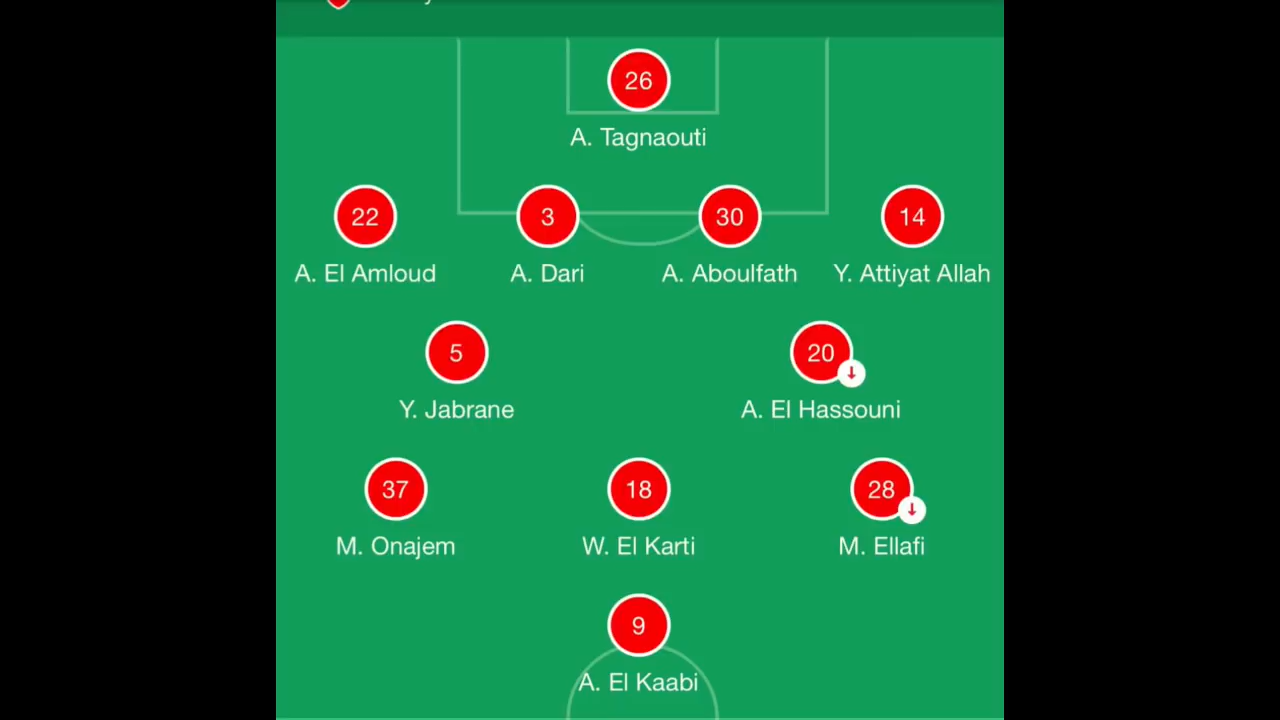 26
A. Tagnaouti
22 3 30 14
A. El Amloud A. Dari A. Aboulfath Y. Attiyat Allah
5 20
Y. Jabrane A. El Hassouni
37 18 28
M. Onajem W. El Karti M. Ellafi
9
A. El Kaabi